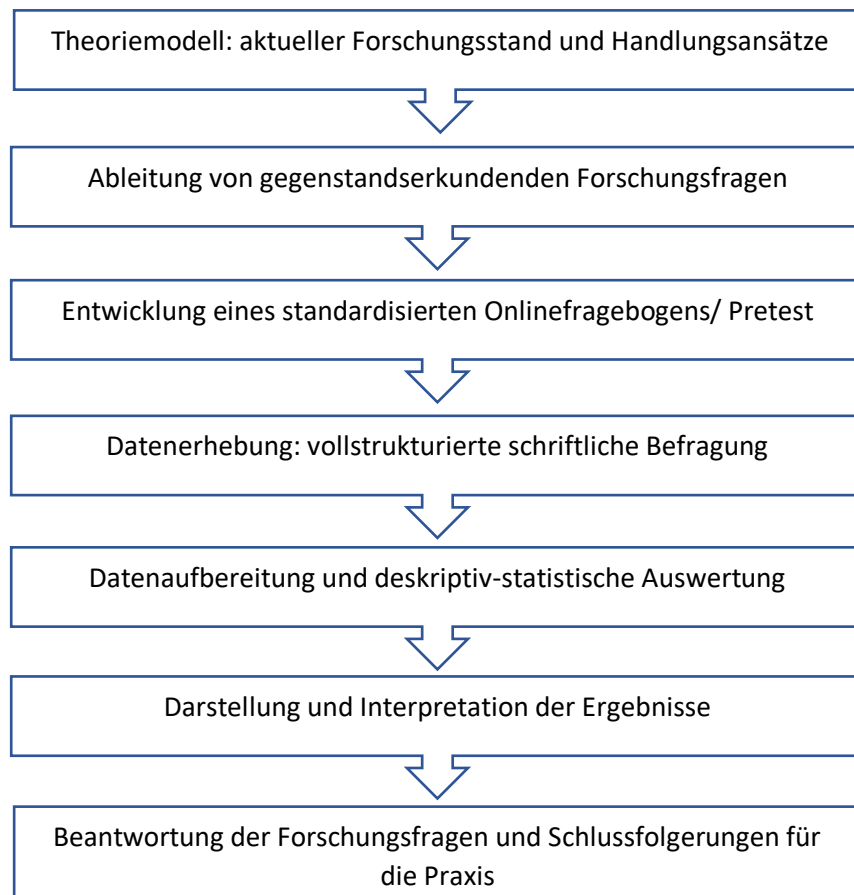 Theoriemodell: aktueller Forschungsstand und Handlungsansätze
Ableitung von gegenstandserkundenden Forschungsfragen
Entwicklung eines standardisierten Onlinefragebogens/ Pretest
Datenerhebung: vollstrukturierte schriftliche Befragung
Datenaufbereitung und deskriptiv-statistische Auswertung
Darstellung und Interpretation der Ergebnisse
Beantwortung der Forschungsfragen und Schlussfolgerungen für
die Praxis